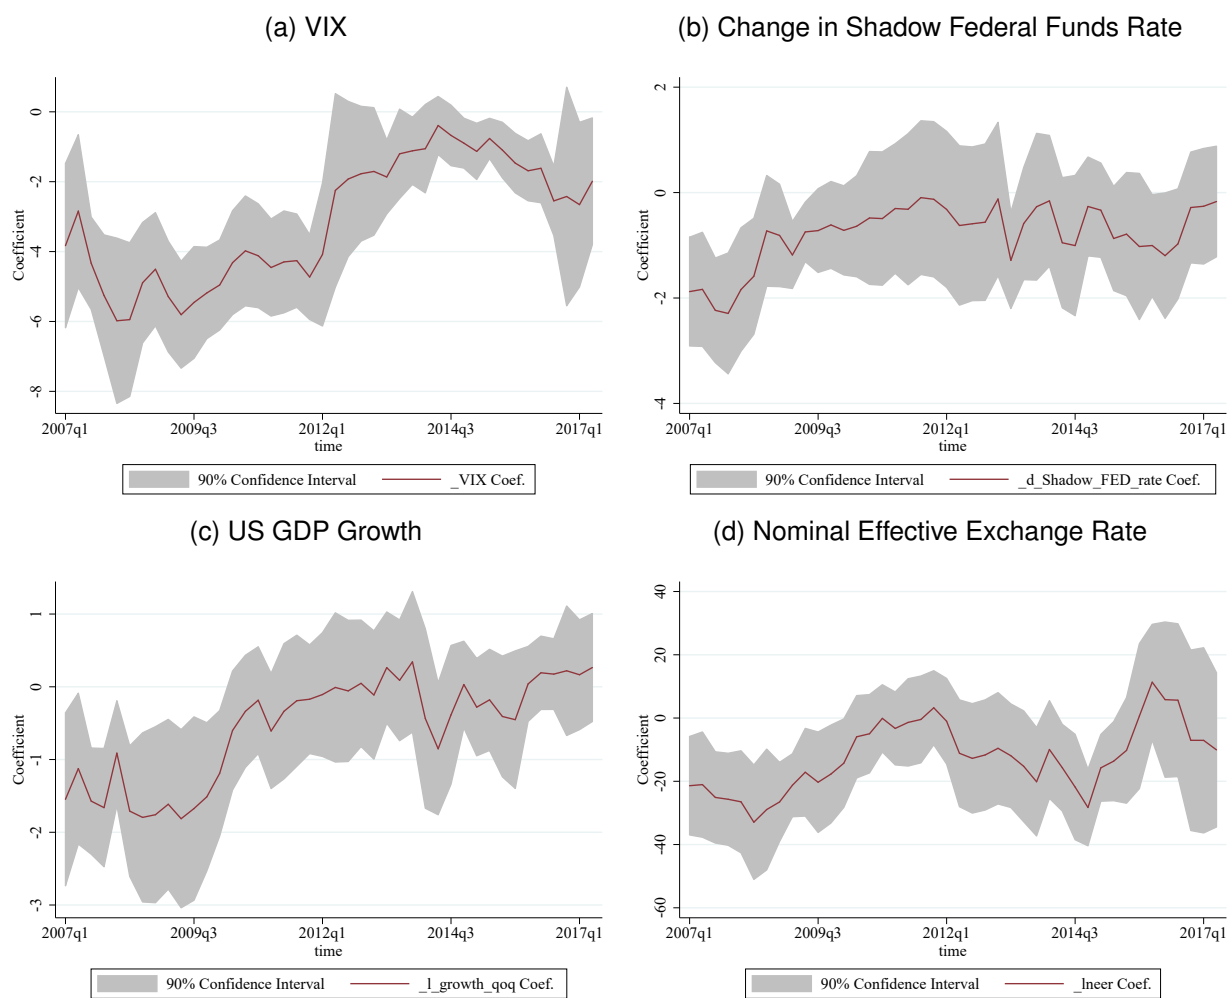 (a) VIX
0
-2
-4
-6
-8
Coefficient
2007q1 2009q3 2012q1 2014q3 2017q1
time
90% Confidence Interval _VIX Coef.
(b) Change in Shadow Federal Funds Rate
2
0
-2
-4
Coefficient
2007q1 2009q3 2012q1 2014q3 2017q1
time
90% Confidence Interval _d_Shadow_FED_rate Coef.
(c) US GDP Growth
1
0
-1
-2
-3
Coefficient
2007q1 2009q3 2012q1 2014q3 2017q1
time
90% Confidence Interval _l_growth_qoq Coef.
(d) Nominal Effective Exchange Rate
40
20
0
-20
-40
-60
Coefficient
2007q1 2009q3 2012q1 2014q3 2017q1
time
90% Confidence Interval _lneer Coef.